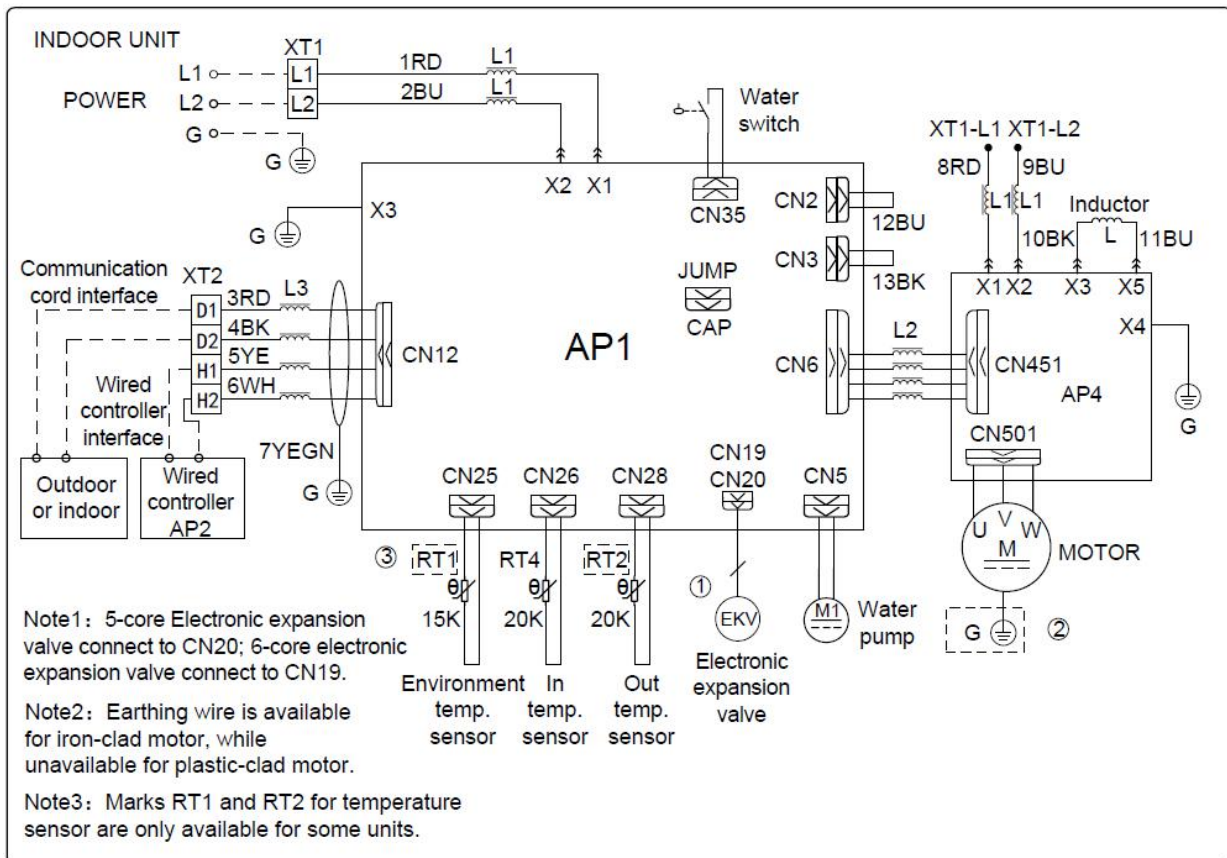 INDOOR UNIT
XT1
L1
L1
1RD
L1
POWER
L2
L2
2BU
L1
G
G
X2
X1
Water
switch
CN35
XT1-L1
XT1-L2
8RD
9BU
L1
L1
Inductor
10BK
L
11BU
X3
G
CN2
12BU
CN3
13BK
X1
X2
X3
X5
X4
G
Communication
cord interface
XT2
D1
3RD
L3
D2
4BK
H1
5YE
H2
6WH
CN12
JUMP
CAP
AP1
CN6
L2
CN451
AP4
Wired
controller
interface
7YEGN
G
Outdoor
or indoor
Wired
controller
AP2
CN25
CN26
CN28
CN19
CN20
CN5
CN501
U
V
W
M
MOTOR
G
②
③
RT1
RT4
RT2
θ
θ
θ
15K
20K
20K
①
EKV
M1
Water
pump
Environment
temp.
sensor
In
temp.
sensor
Out
temp.
sensor
Electronic
expansion
valve
Note1：5-core Electronic expansion
valve connect to CN20; 6-core electronic
expansion valve connect to CN19.
Note2：Earthing wire is available
for iron-clad motor, while
unavailable for plastic-clad motor.
Note3：Marks RT1 and RT2 for temperature
sensor are only available for some units.